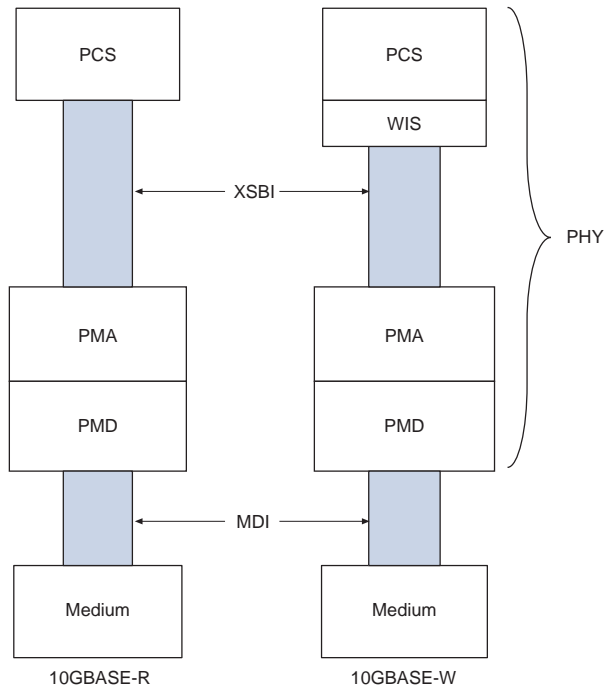 PCS
PCS
WIS
XSBI
PHY
PMA
PMA
PMD
PMD
MDI
Medium
Medium
10GBASE-R
10GBASE-W